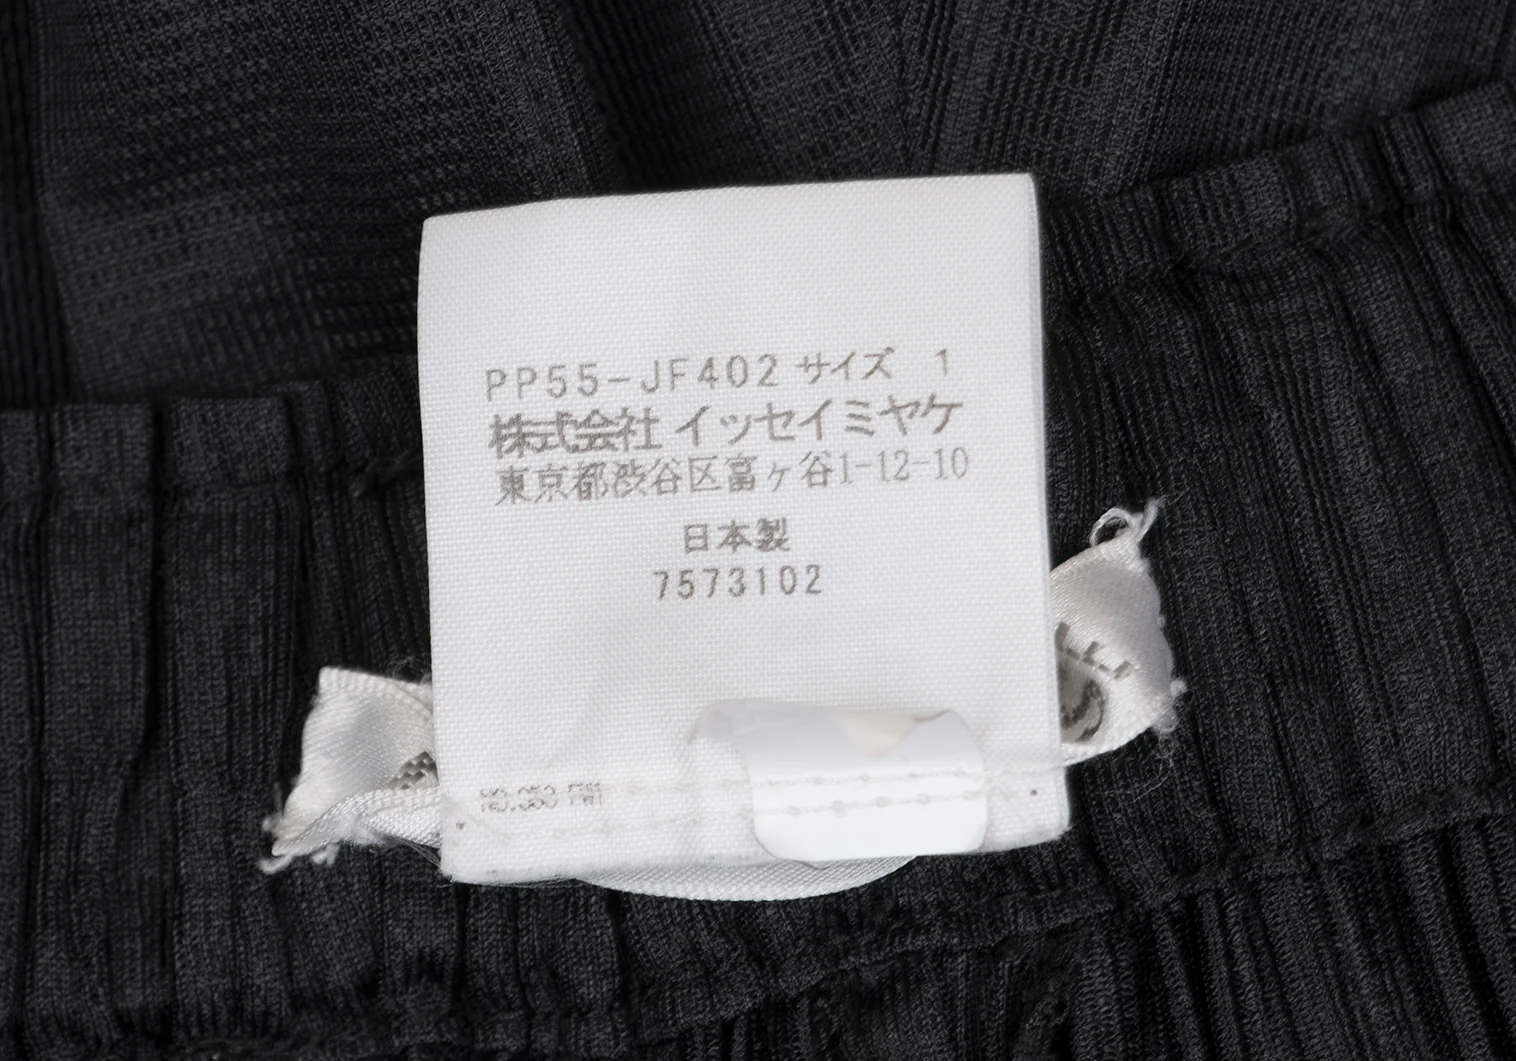 PP55-JF402 サイズ 1
株式会社 イッセイミヤケ
東京都渋谷区富ヶ谷1-12-10
日本製
7573102